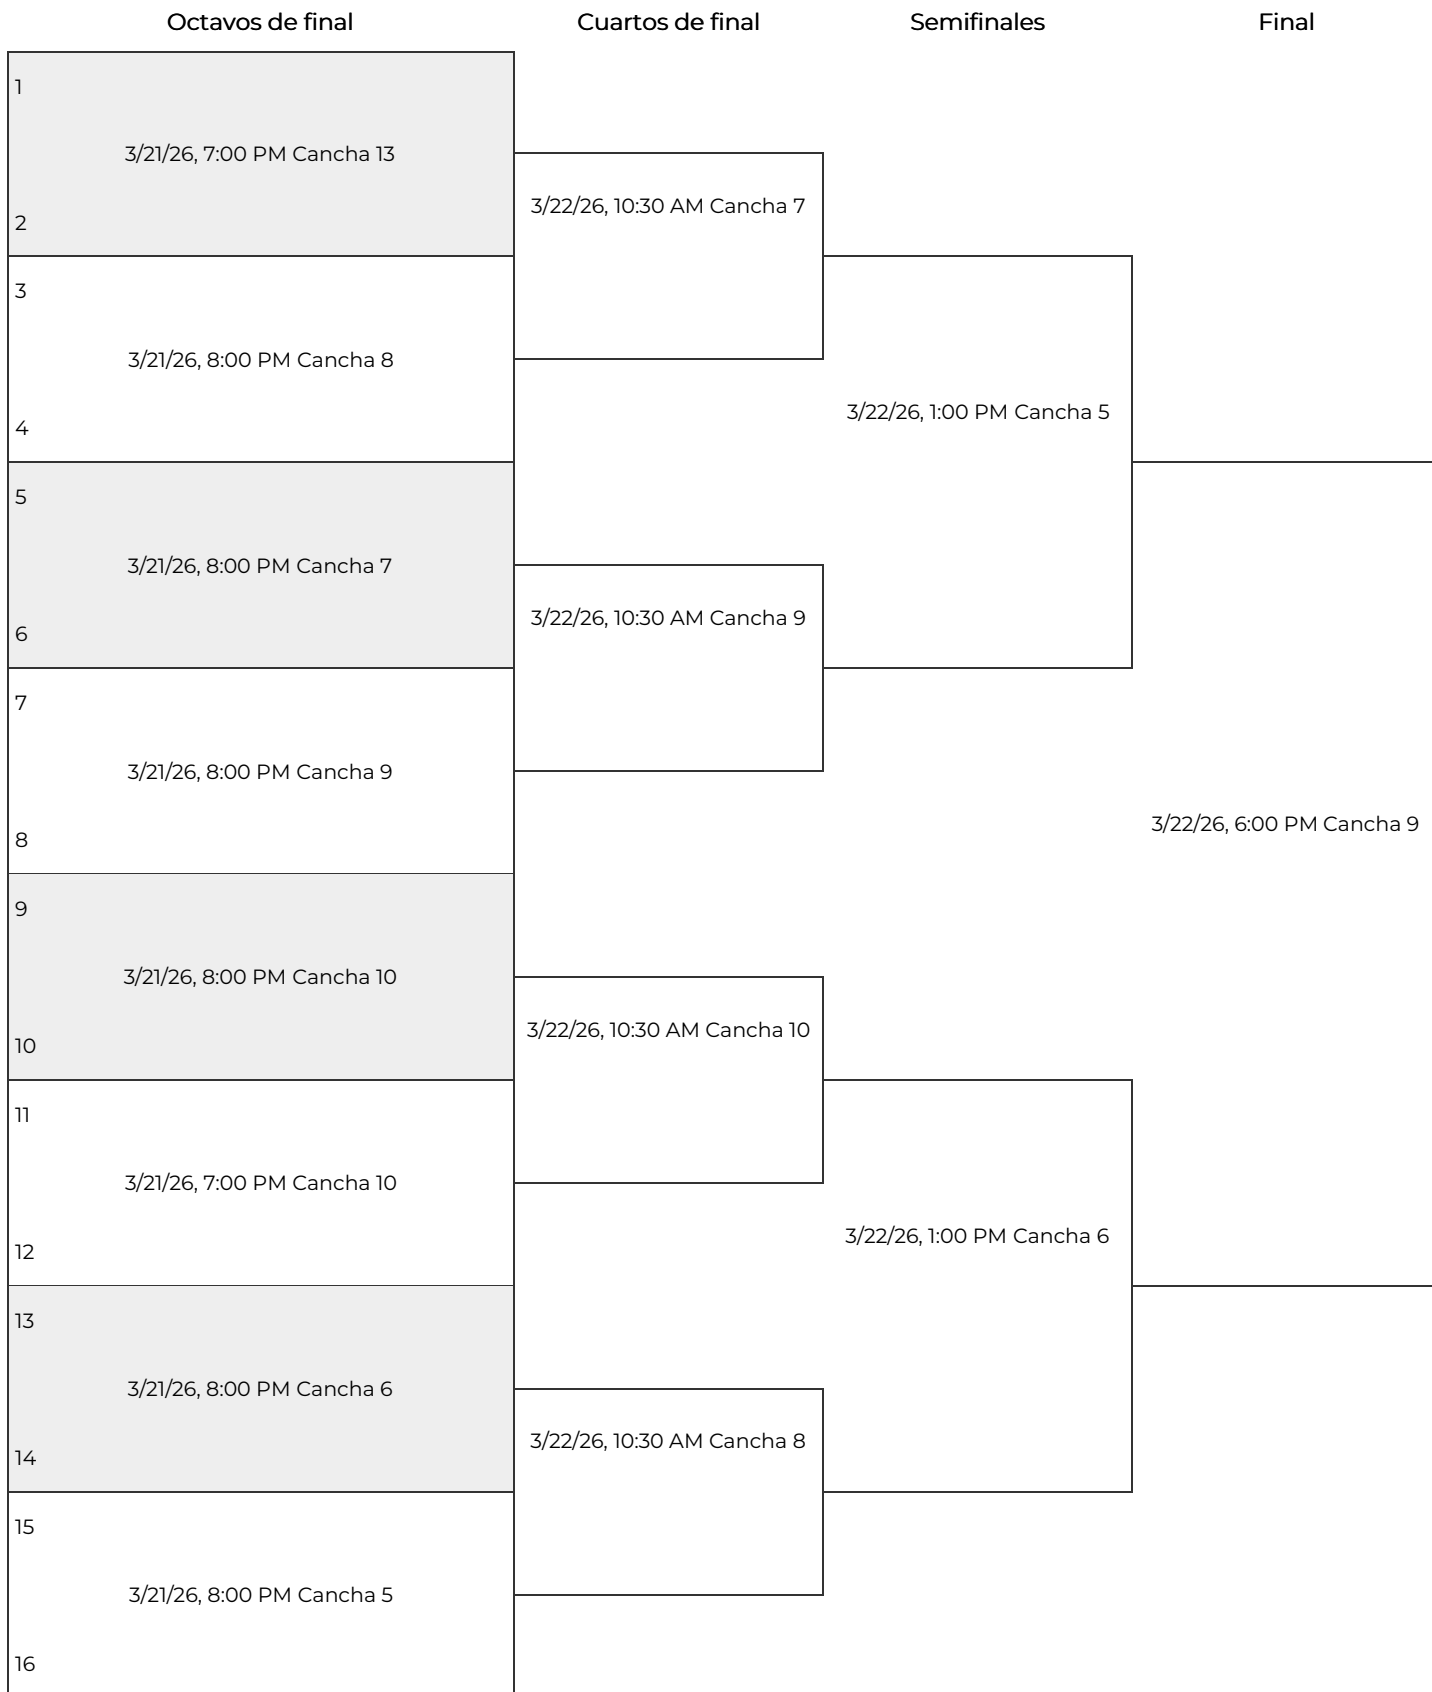 Octavos de final
Cuartos de final
Semifinales
Final
1
3/21/26, 7:00 PM Cancha 13
2
3
3/21/26, 8:00 PM Cancha 8
4
5
3/21/26, 8:00 PM Cancha 7
6
7
3/21/26, 8:00 PM Cancha 9
8
9
3/21/26, 8:00 PM Cancha 10
10
11
3/21/26, 7:00 PM Cancha 10
12
13
3/21/26, 8:00 PM Cancha 6
14
15
3/21/26, 8:00 PM Cancha 5
16
3/22/26, 10:30 AM Cancha 7
3/22/26, 10:30 AM Cancha 9
3/22/26, 10:30 AM Cancha 10
3/22/26, 10:30 AM Cancha 8
3/22/26, 1:00 PM Cancha 5
3/22/26, 1:00 PM Cancha 6
3/22/26, 6:00 PM Cancha 9